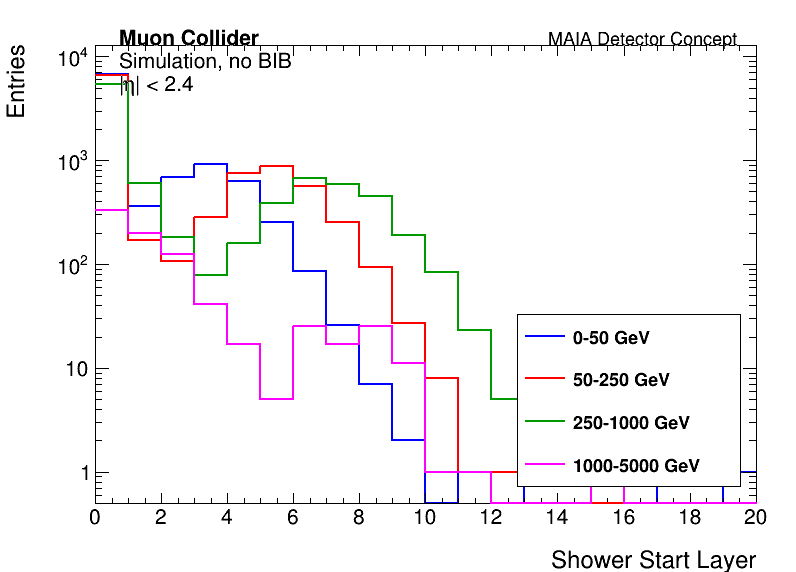 Muon Collider
MAIA Detector Concept
Simulation, no BIB
|η| < 2.4
Entries
10⁴
10³
10²
10
1
0-50 GeV
50-250 GeV
250-1000 GeV
1000-5000 GeV
0 2 4 6 8 10 12 14 16 18 20
Shower Start Layer